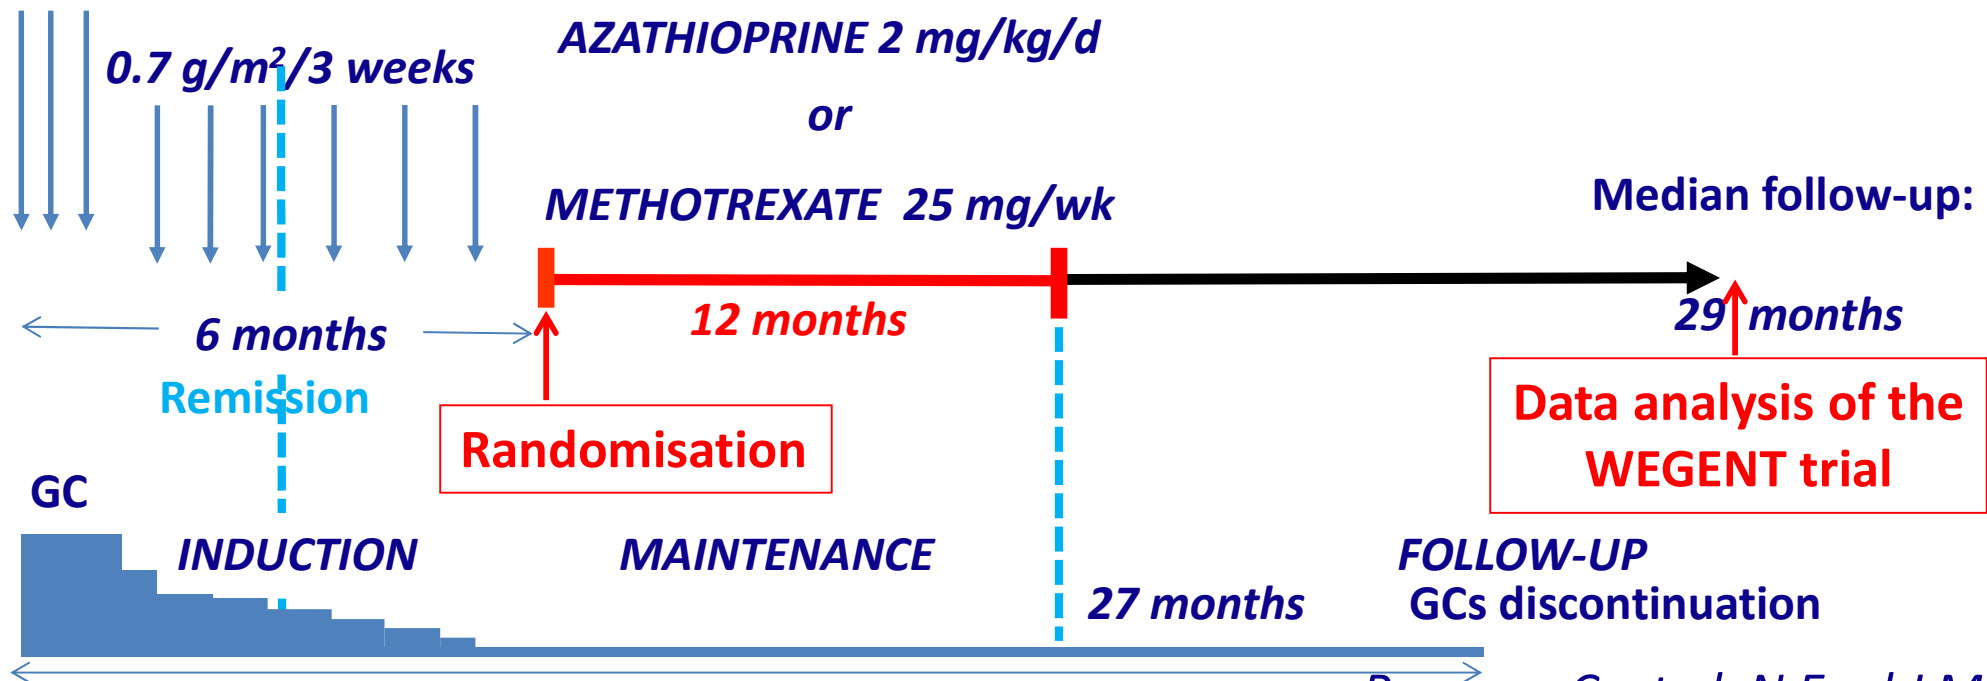 AZATHIOPRINE 2 mg/kg/d
0.7 g/m²/3 weeks
or
METHOTREXATE 25 mg/wk
Median follow-up:
29 months
12 months
6 months
Remission
Randomisation
Data analysis of the
WEGENT trial
GC
INDUCTION
MAINTENANCE
FOLLOW-UP
27 months
GCs discontinuation